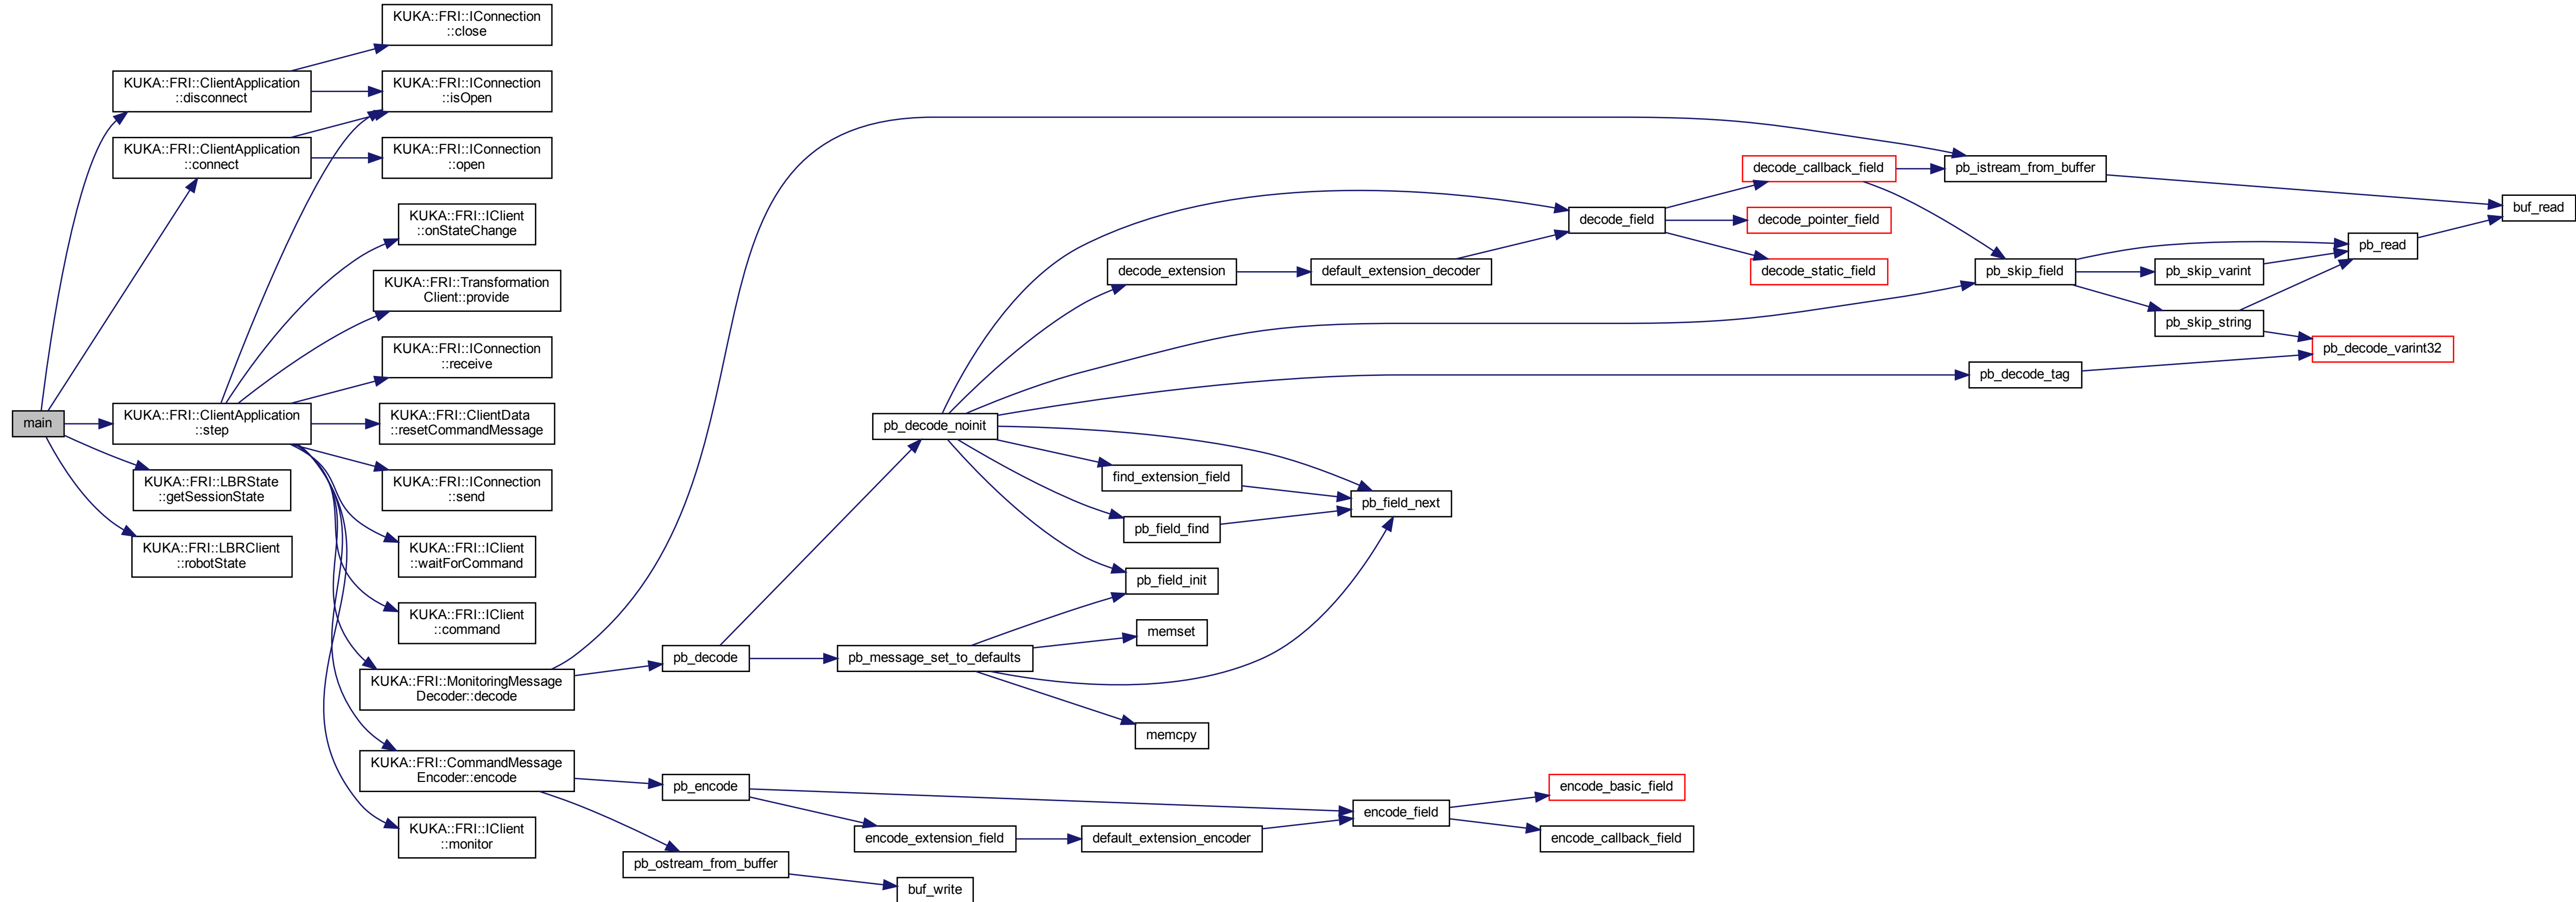 main
KUKA::FRI::ClientApplication
::disconnect
KUKA::FRI::ClientApplication
::connect
KUKA::FRI::ClientApplication
::step
KUKA::FRI::LBRState
::getSessionState
KUKA::FRI::LBRClient
::robotState
KUKA::FRI::IConnection
::close
KUKA::FRI::IConnection
::isOpen
KUKA::FRI::IConnection
::open
KUKA::FRI::IClient
::onStateChange
KUKA::FRI::Transformation
Client::provide
KUKA::FRI::IConnection
::receive
KUKA::FRI::ClientData
::resetCommandMessage
KUKA::FRI::IConnection
::send
KUKA::FRI::IClient
::waitForCommand
KUKA::FRI::IClient
::command
KUKA::FRI::MonitoringMessage
Decoder::decode
KUKA::FRI::CommandMessage
Encoder::encode
KUKA::FRI::IClient
::monitor
pb_decode
pb_encode
pb_ostream_from_buffer
pb_decode_noinit
pb_message_set_to_defaults
encode_extension_field
buf_write
decode_extension
find_extension_field
pb_field_find
pb_field_init
memset
memcpy
default_extension_encoder
default_extension_decoder
pb_field_next
encode_field
decode_field
encode_basic_field
encode_callback_field
decode_callback_field
decode_pointer_field
decode_static_field
pb_istream_from_buffer
pb_skip_field
pb_decode_tag
pb_skip_varint
pb_skip_string
pb_read
pb_decode_varint32
buf_read